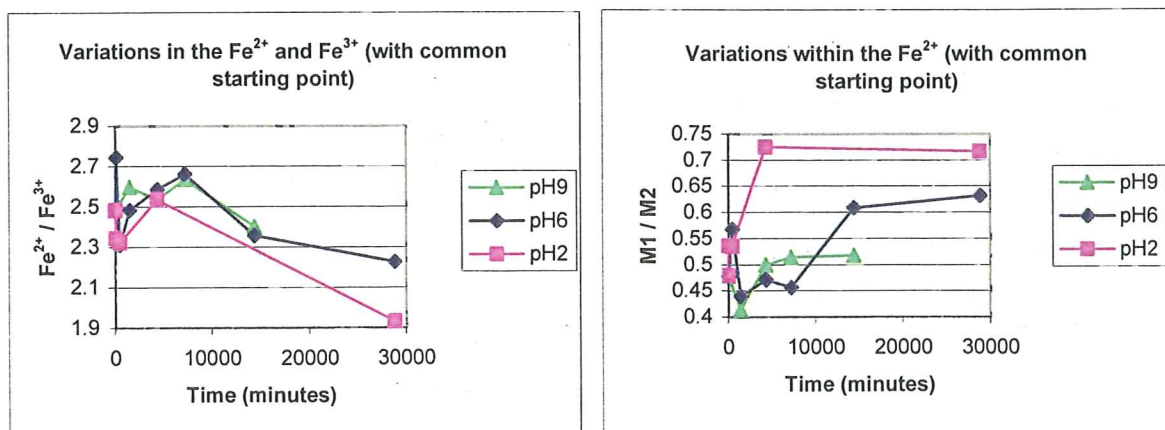 Variations in the Fe²⁺ and Fe³⁺ (with common
starting point)
2.9
2.7
2.5
2.3
2.1
1.9
Fe²⁺ / Fe³⁺
0 10000 20000 30000
Time (minutes)
pH9
pH6
pH2
Variations within the Fe²⁺ (with common
starting point)
0.75
0.7
0.65
0.6
0.55
0.5
0.45
0.4
M1 / M2
0 10000 20000 30000
Time (minutes)
pH9
pH6
pH2